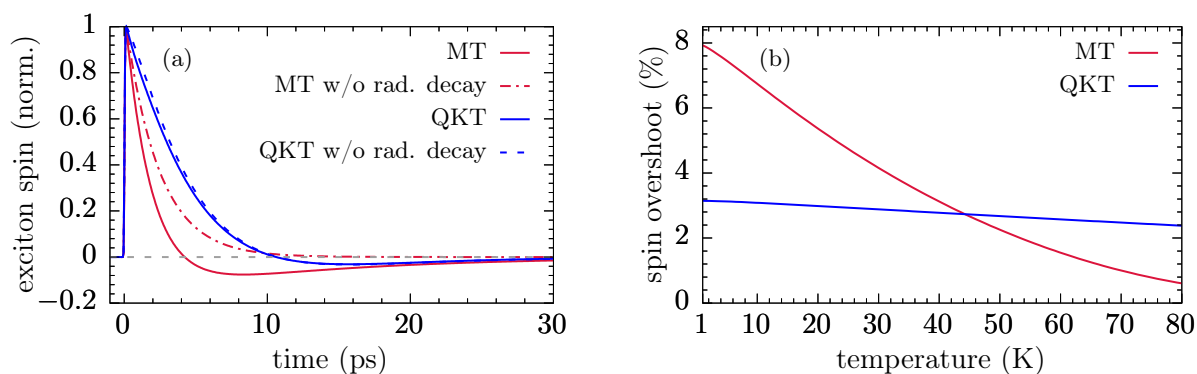 exciton spin (norm.)
1
0.8
0.6
0.4
0.2
0
−0.2
(a)
MT
MT w/o rad. decay
QKT
QKT w/o rad. decay
0 10 20 30
time (ps)
spin overshoot (%)
8
6
4
2
0
(b)
MT
QKT
1 10 20 30 40 50 60 70 80
temperature (K)